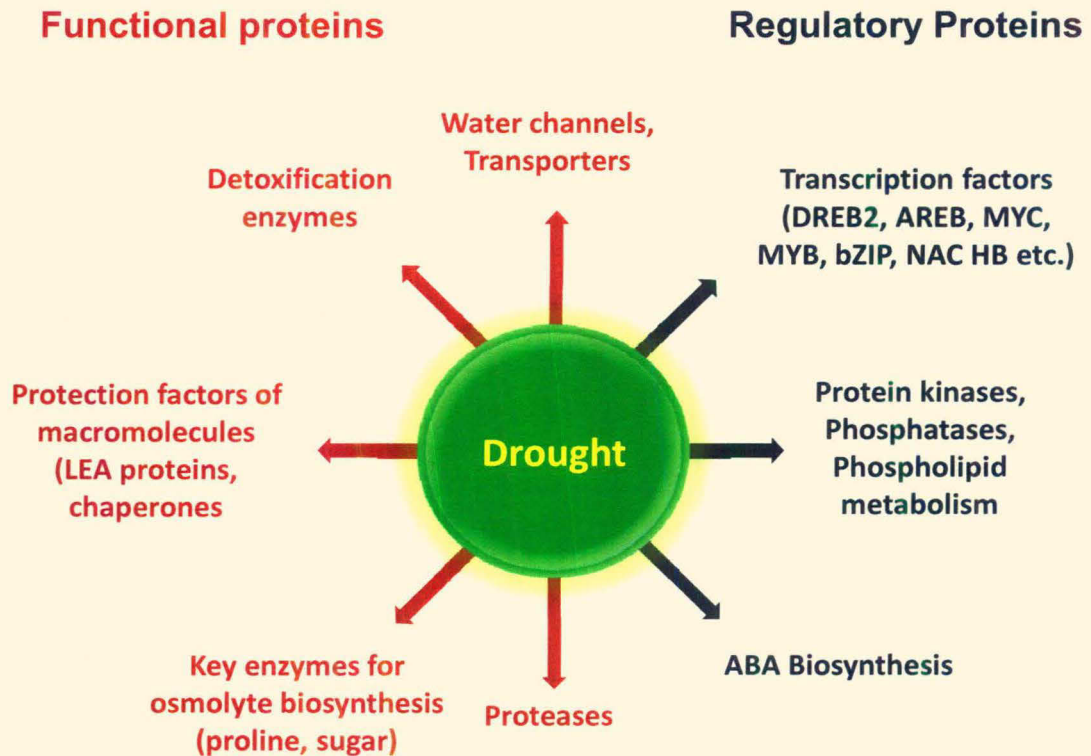 Functional proteins
Regulatory Proteins
Water channels,
Transporters
Detoxification
enzymes
Transcription factors
(DREB2, AREB, MYC,
MYB, bZIP, NAC HB etc.)
Protection factors of
macromolecules
(LEA proteins,
chaperones
Drought
Protein kinases,
Phosphatases,
Phospholipid
metabolism
Key enzymes for
osmolyte biosynthesis
(proline, sugar)
Proteases
ABA Biosynthesis